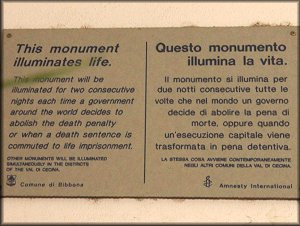 This monument
illuminates life.
This monument will be
illuminated for two consecutive
nights each time a government
around the world decides to
abolish the death penalty
or when a death sentence is
commuted to life imprisonment.
OTHER MONUMENTS WILL BE ILLUMINATED
SIMULTANEOUSLY IN THE DISTRICTS
OF THE VAL DI CECINA.
Comune di Bibbona
Questo monumento
illumina la vita.
Il monumento si illumina per
due notti consecutive tutte le
volte che nel mondo un governo
decide di abolire la pena di
morte, oppure quando
un'esecuzione capitale viene
trasformata in pena detentiva.
LA STESSA COSA AVVIENE CONTEMPORANEAMENTE
NEGLI ALTRI COMUNI DELLA VAL DI CECINA.
Amnesty International